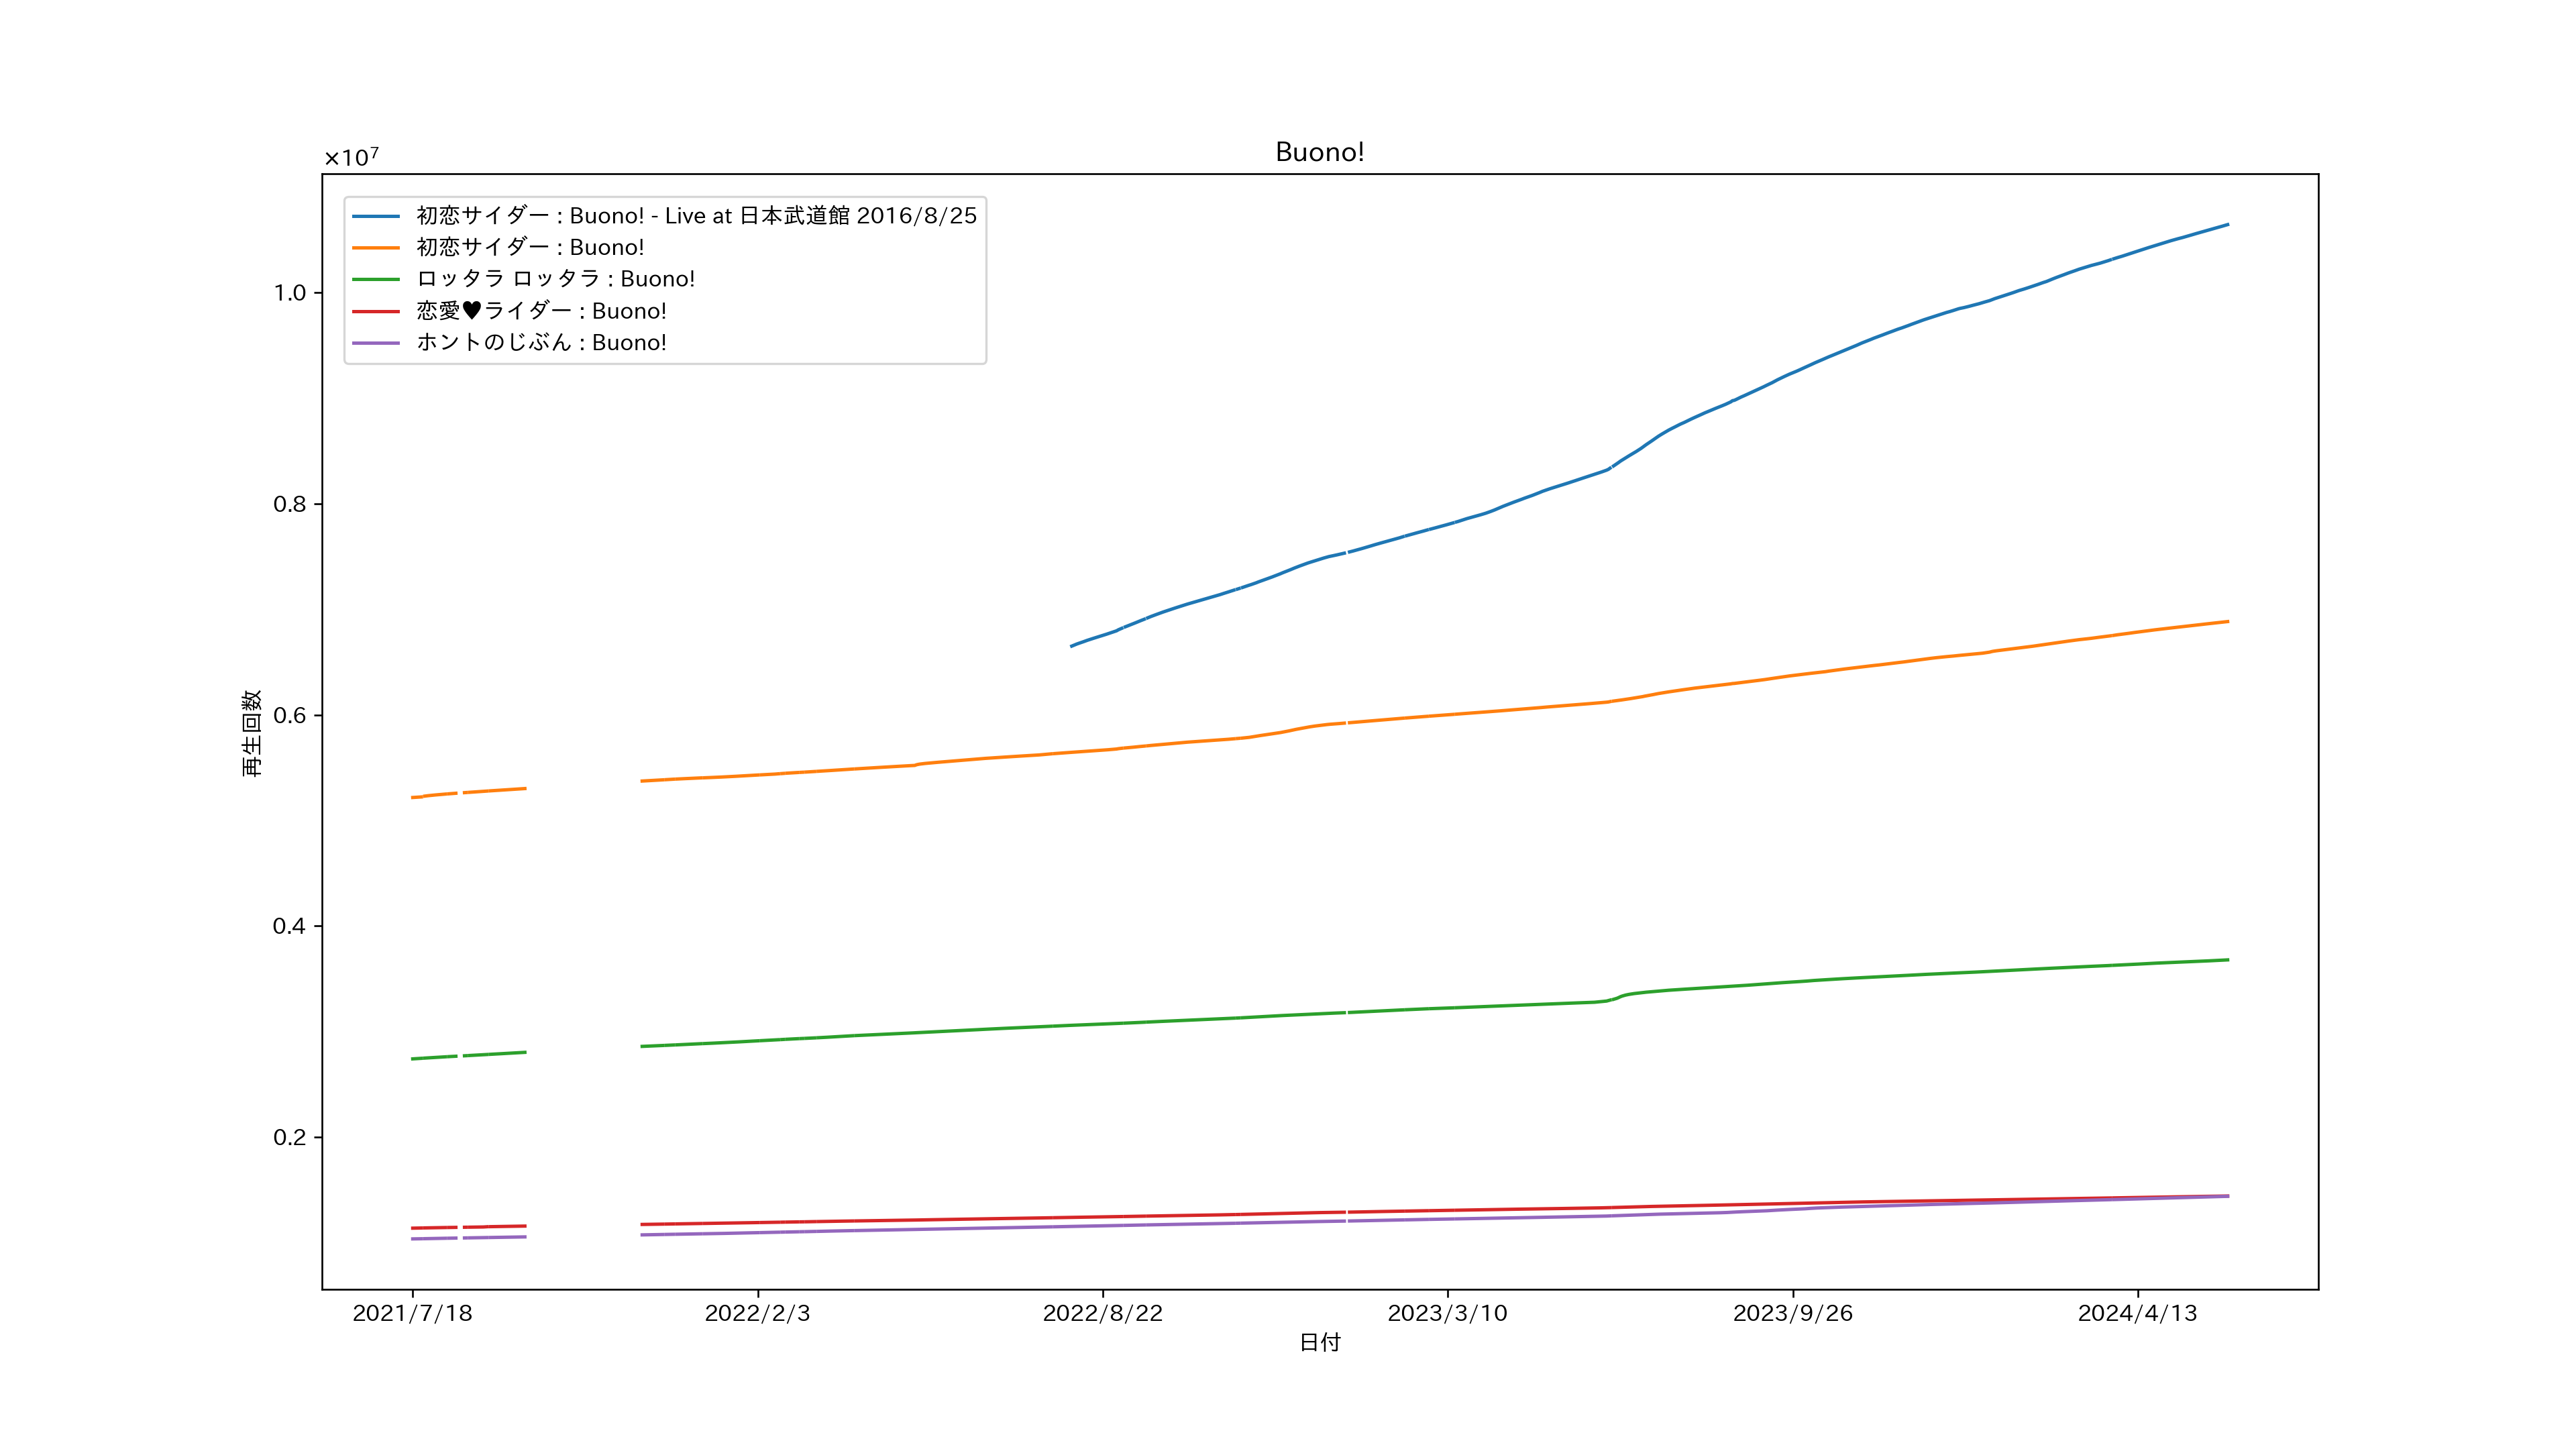 Buono!
×10⁷
初恋サイダー : Buono! - Live at 日本武道館 2016/8/25
初恋サイダー : Buono!
ロッタラ ロッタラ : Buono!
恋愛♥ライダー : Buono!
ホントのじぶん : Buono!
1.0
0.8
0.6
0.4
0.2
再生回数
2021/7/18
2022/2/3
2022/8/22
2023/3/10
2023/9/26
2024/4/13
日付